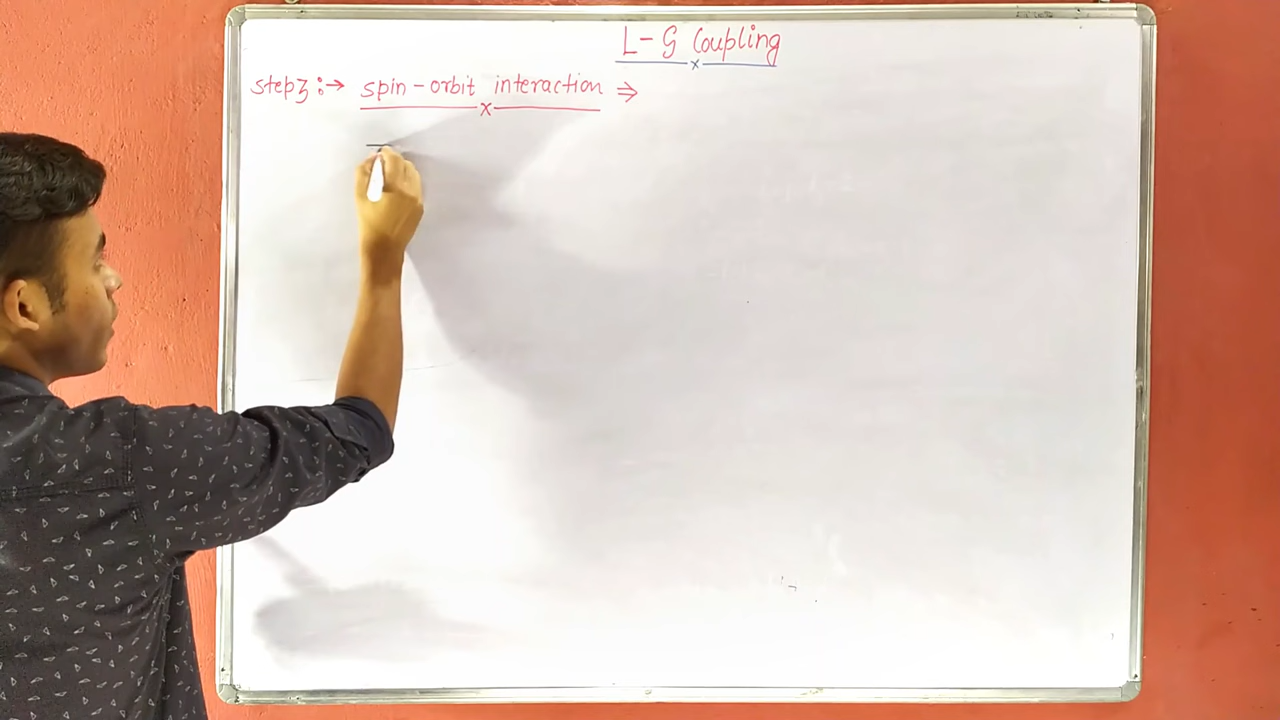 L-S Coupling
step3:→ spin-orbit interaction ⇒